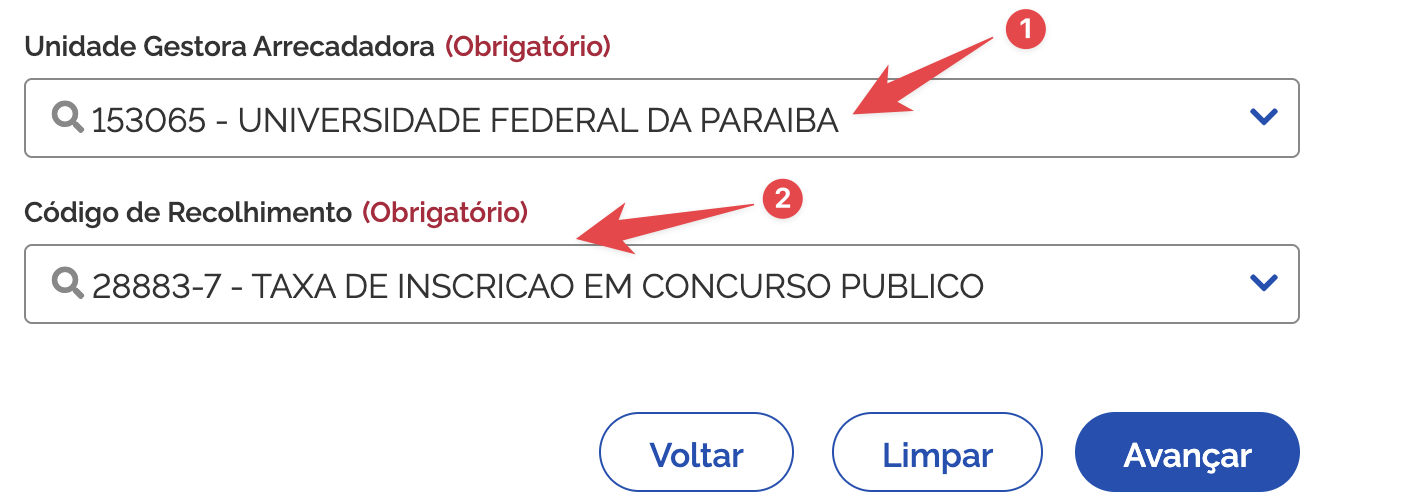 Unidade Gestora Arrecadadora (Obrigatório)
1
153065 - UNIVERSIDADE FEDERAL DA PARAIBA
Código de Recolhimento (Obrigatório)
2
28883-7 - TAXA DE INSCRICAO EM CONCURSO PUBLICO
Voltar Limpar Avançar